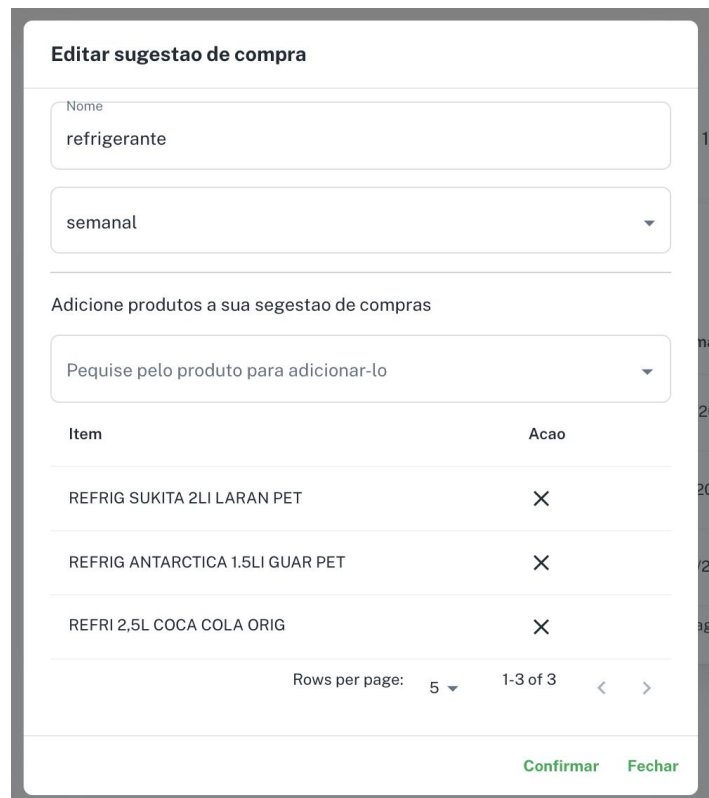 Editar sugestao de compra
Nome
refrigerante
semanal
Adicione produtos a sua segestao de compras
Pequise pelo produto para adicionar-lo
Item Acao
REFRIG SUKITA 2LI LARAN PET
REFRIG ANTARCTICA 1.5LI GUAR PET
REFRI 2,5L COCA COLA ORIG
Rows per page: 5 1-3 of 3
Confirmar Fechar